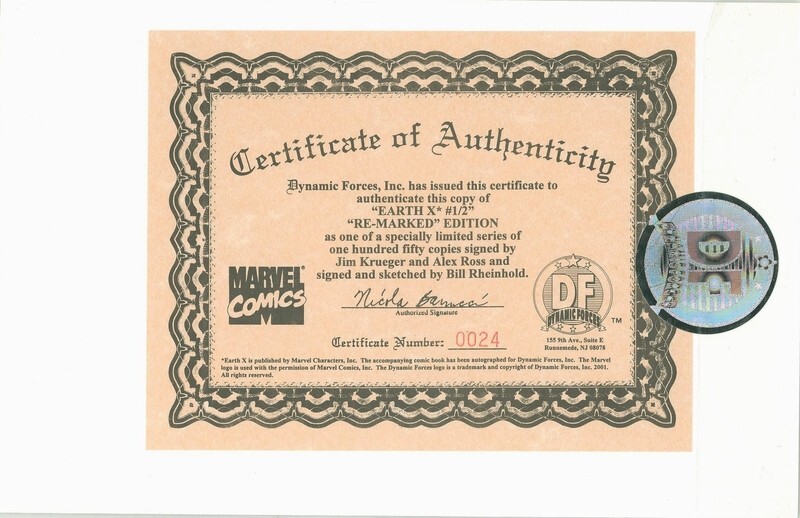 Certificate of Authenticity
Dynamic Forces, Inc. has issued this certificate to
authenticate this copy of
"EARTH X* #1/2"
"RE-MARKED" EDITION
as one of a specially limited series of
one hundred fifty copies signed by
Jim Krueger and Alex Ross and
signed and sketched by Bill Rheinhold.
MARVEL
COMICS
M
Authorized Signature
Certificate Number: 0024
DF
DYNAMIC FORCES
TM
155 9th Ave., Suite E
Runnemede, NJ 08078
*Earth X is published by Marvel Characters, Inc. The accompanying comic book has been autographed for Dynamic Forces, Inc. The Marvel
logo is used with the permission of Marvel Comics, Inc. The Dynamic Forces logo is a trademark and copyright of Dynamic Forces, Inc. 2001.
All rights reserved.
DF